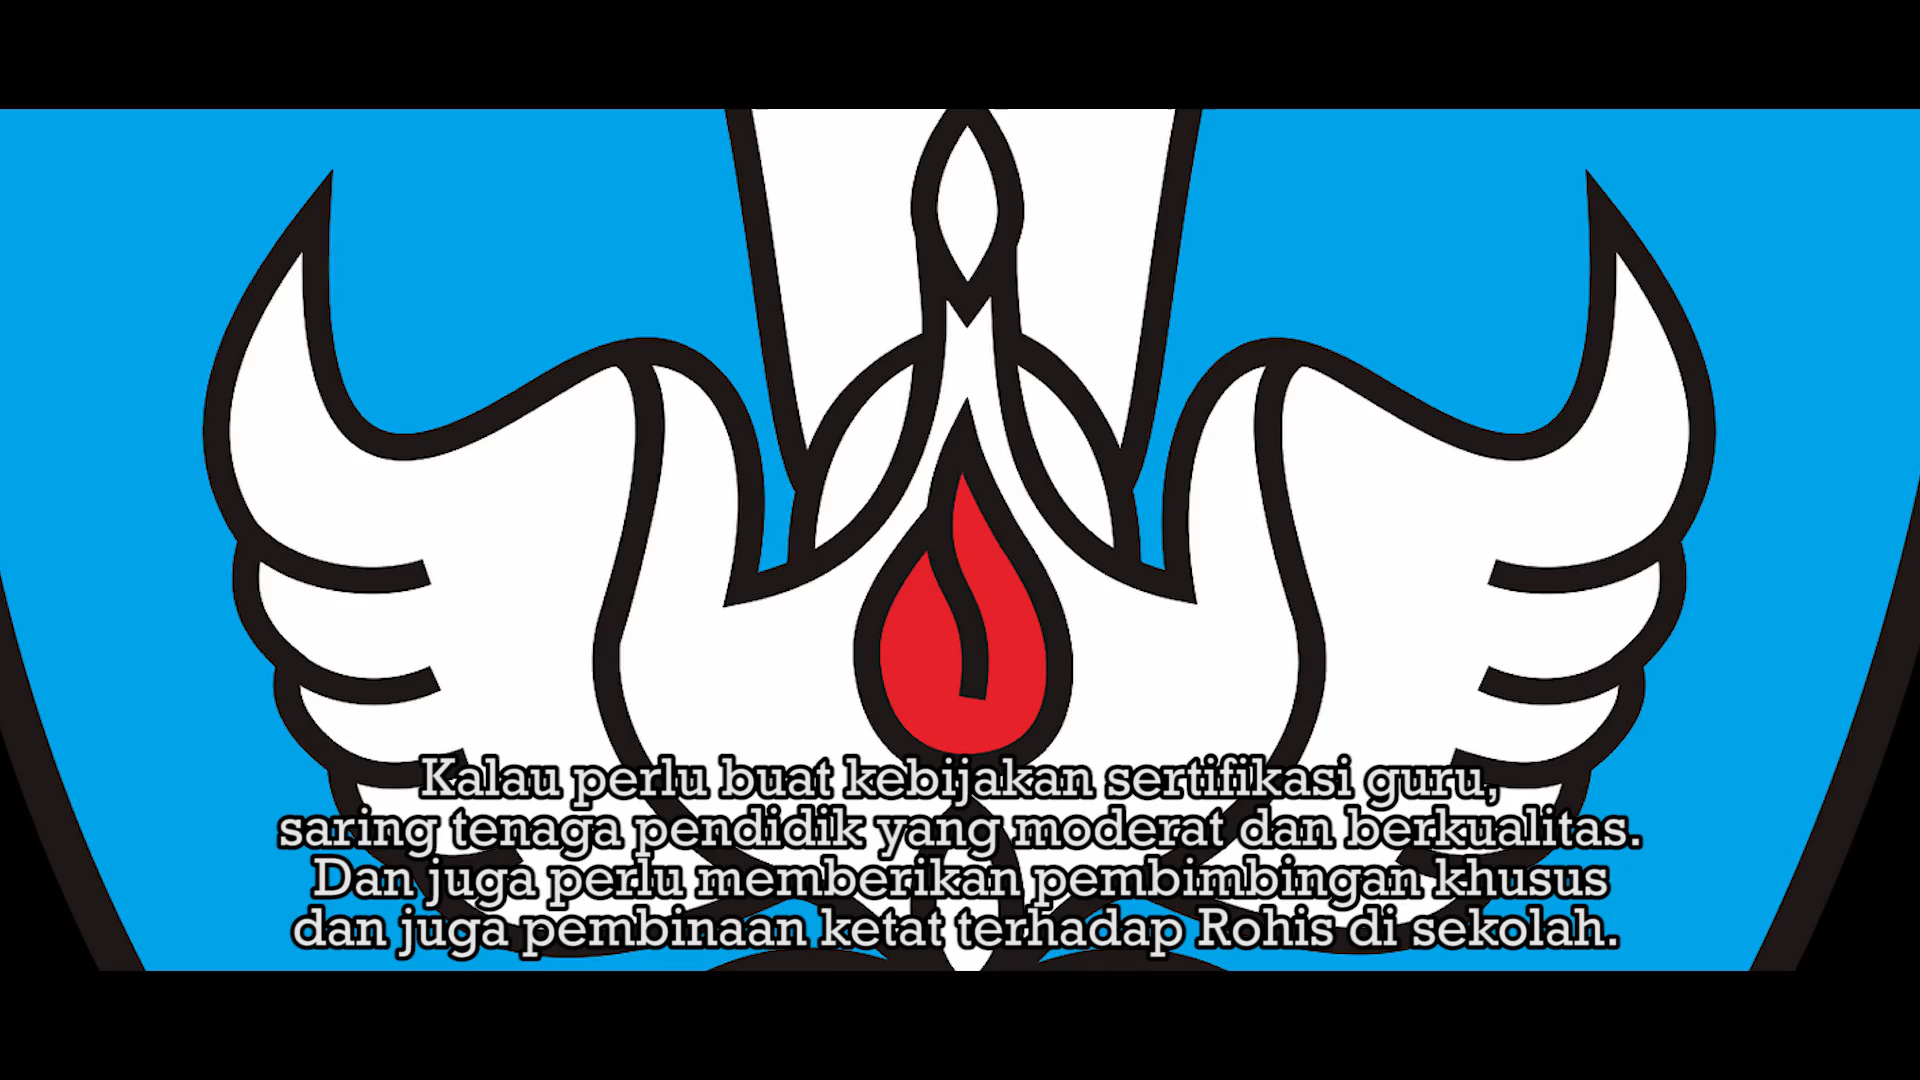 Kalau perlu buat kebijakan sertifikasi guru,
saring tenaga pendidik yang moderat dan berkualitas.
Dan juga perlu memberikan pembimbingan khusus
dan juga pembinaan ketat terhadap Rohis di sekolah.